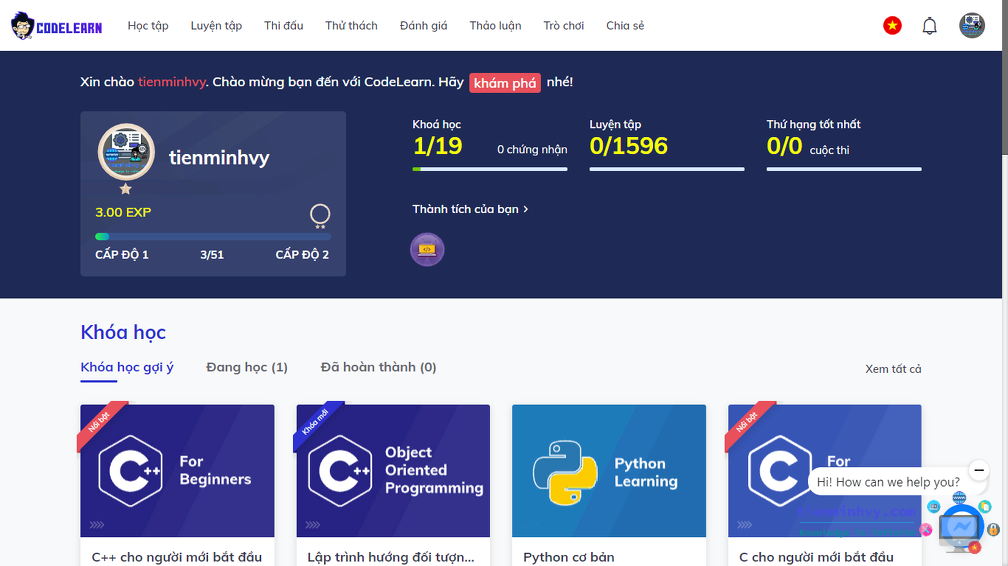 CODELEARN
Học tập
Luyện tập
Thi đấu
Thử thách
Đánh giá
Thảo luận
Trò chơi
Chia sẻ
Xin chào tienminhvy. Chào mừng bạn đến với CodeLearn. Hãy khám phá nhé!
tienminhvy
3.00 EXP
CẤP ĐỘ 1
3/51
CẤP ĐỘ 2
Khoá học
1/19
0 chứng nhận
Luyện tập
0/1596
Thứ hạng tốt nhất
0/0 cuộc thi
Thành tích của bạn
Khóa học
Khóa học gợi ý
Đang học (1)
Đã hoàn thành (0)
Xem tất cả
Nổi bật
C++
For
Beginners
C++ cho người mới bắt đầu
Khóa mới
C++
Object
Oriented
Programming
Lập trình hướng đối tượn...
Python
Learning
Python cơ bản
Nổi bật
C
For
C cho người mới bắt đầu
Hi! How can we help you?